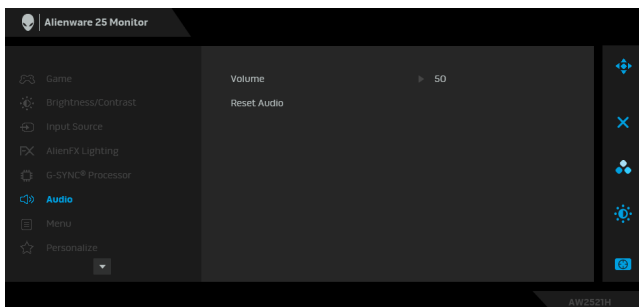 Alienware 25 Monitor
Game
Volume 50
Brightness/Contrast
Reset Audio
Input Source
FX AlienFX Lighting
G-SYNC® Processor
Audio
Menu
Personalize
AW2521H